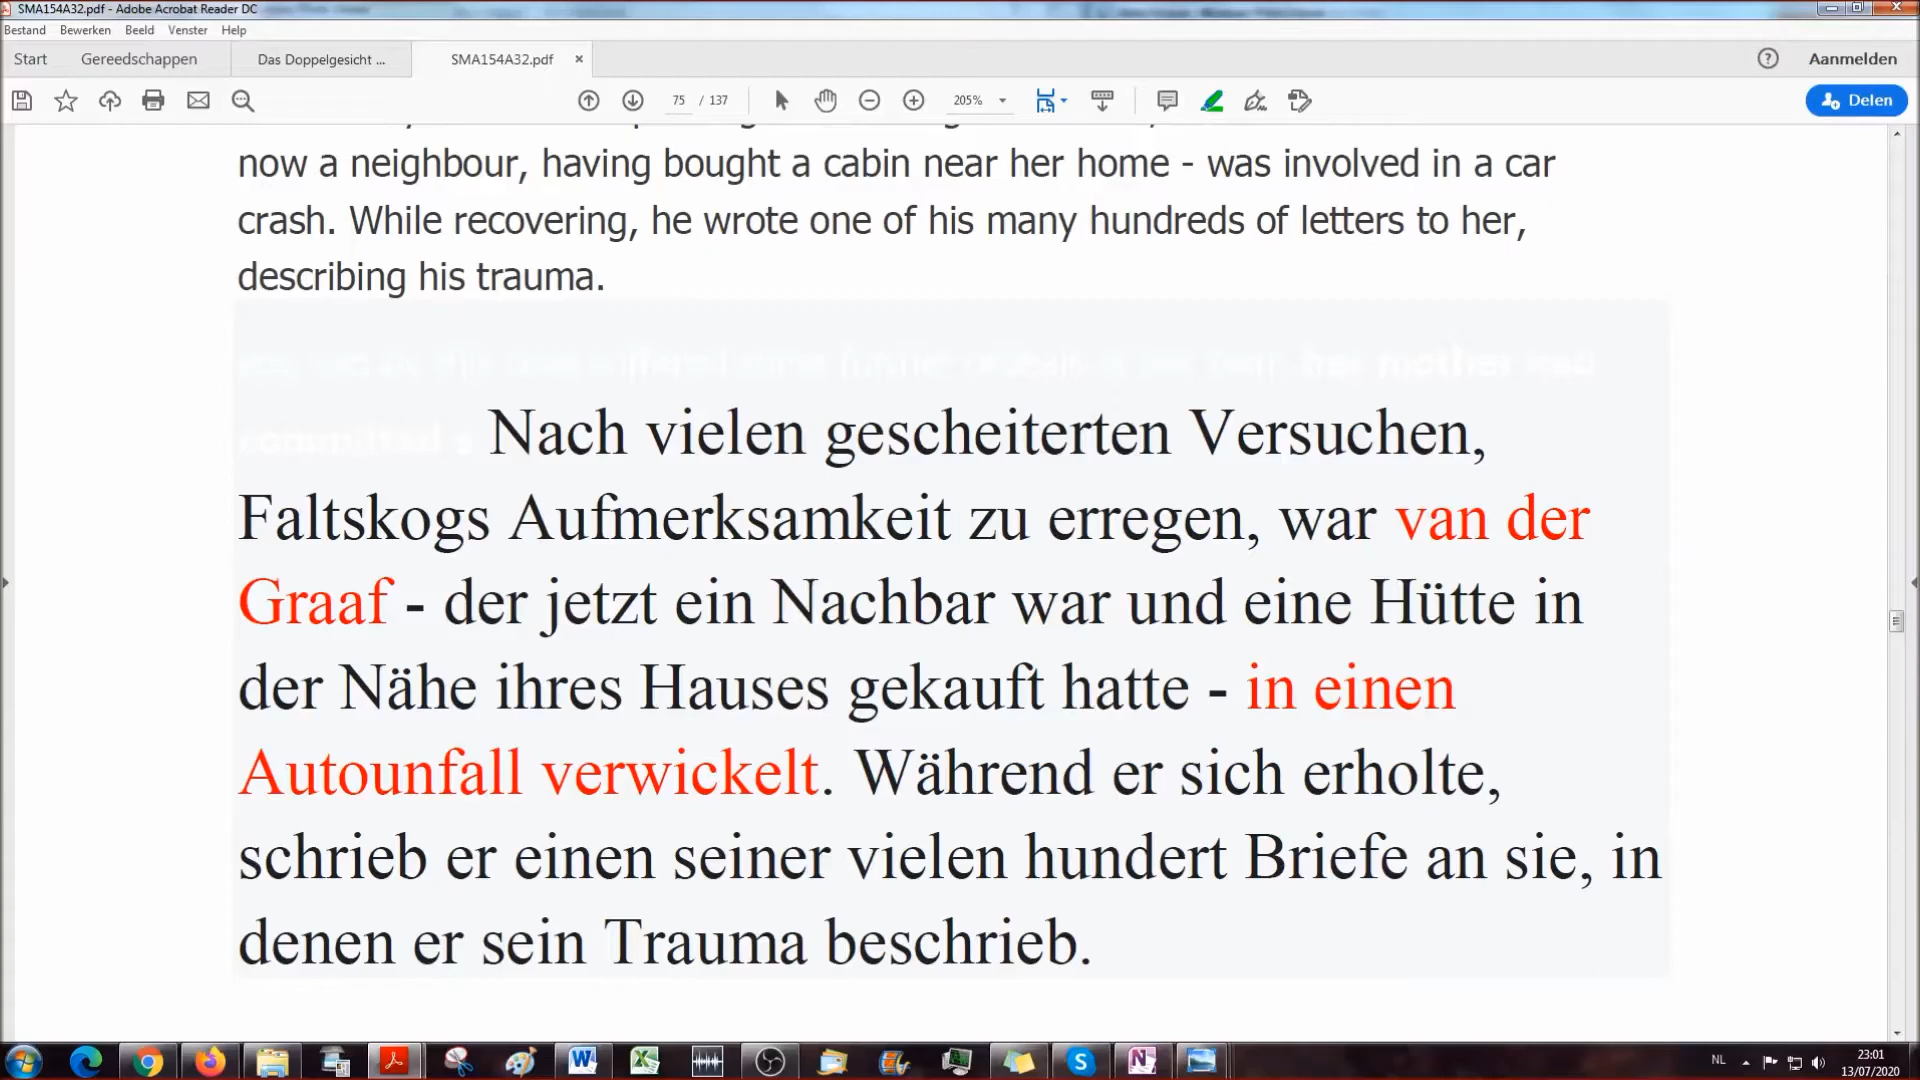 SMA154A32.pdf - Adobe Acrobat Reader DC
Bestand Bewerken Beeld Venster Help
Start Gereedschappen Das Doppelgesicht ... SMA154A32.pdf × Aanmelden
75 / 137 205% Delen
now a neighbour, having bought a cabin near her home - was involved in a car
crash. While recovering, he wrote one of his many hundreds of letters to her,
describing his trauma.
her mother had
committed s
Nach vielen gescheiterten Versuchen,
Faltskogs Aufmerksamkeit zu erregen, war van der
Graaf - der jetzt ein Nachbar war und eine Hütte in
der Nähe ihres Hauses gekauft hatte - in einen
Autounfall verwickelt. Während er sich erholte,
schrieb er einen seiner vielen hundert Briefe an sie, in
denen er sein Trauma beschrieb.
NL 23:01
13/07/2020